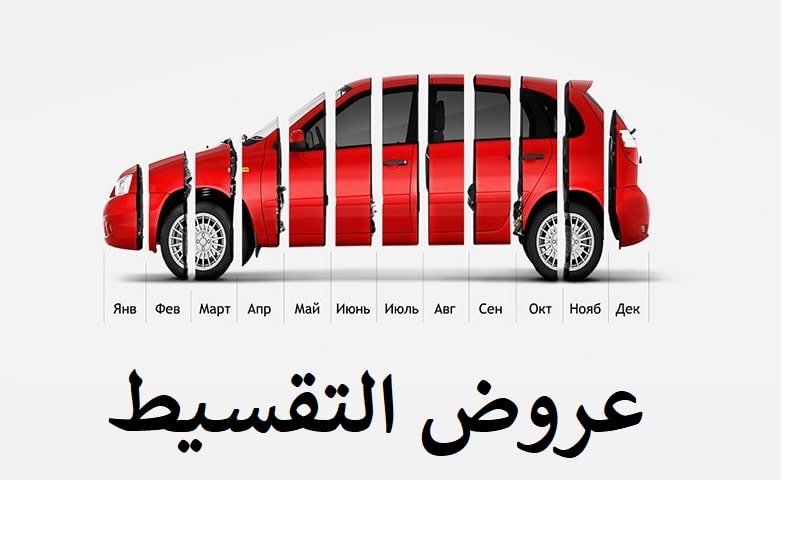 Янв Фев Март Апр Май Июнь Июль Авг Сен Окт Нояб Дек
عروض التقسيط